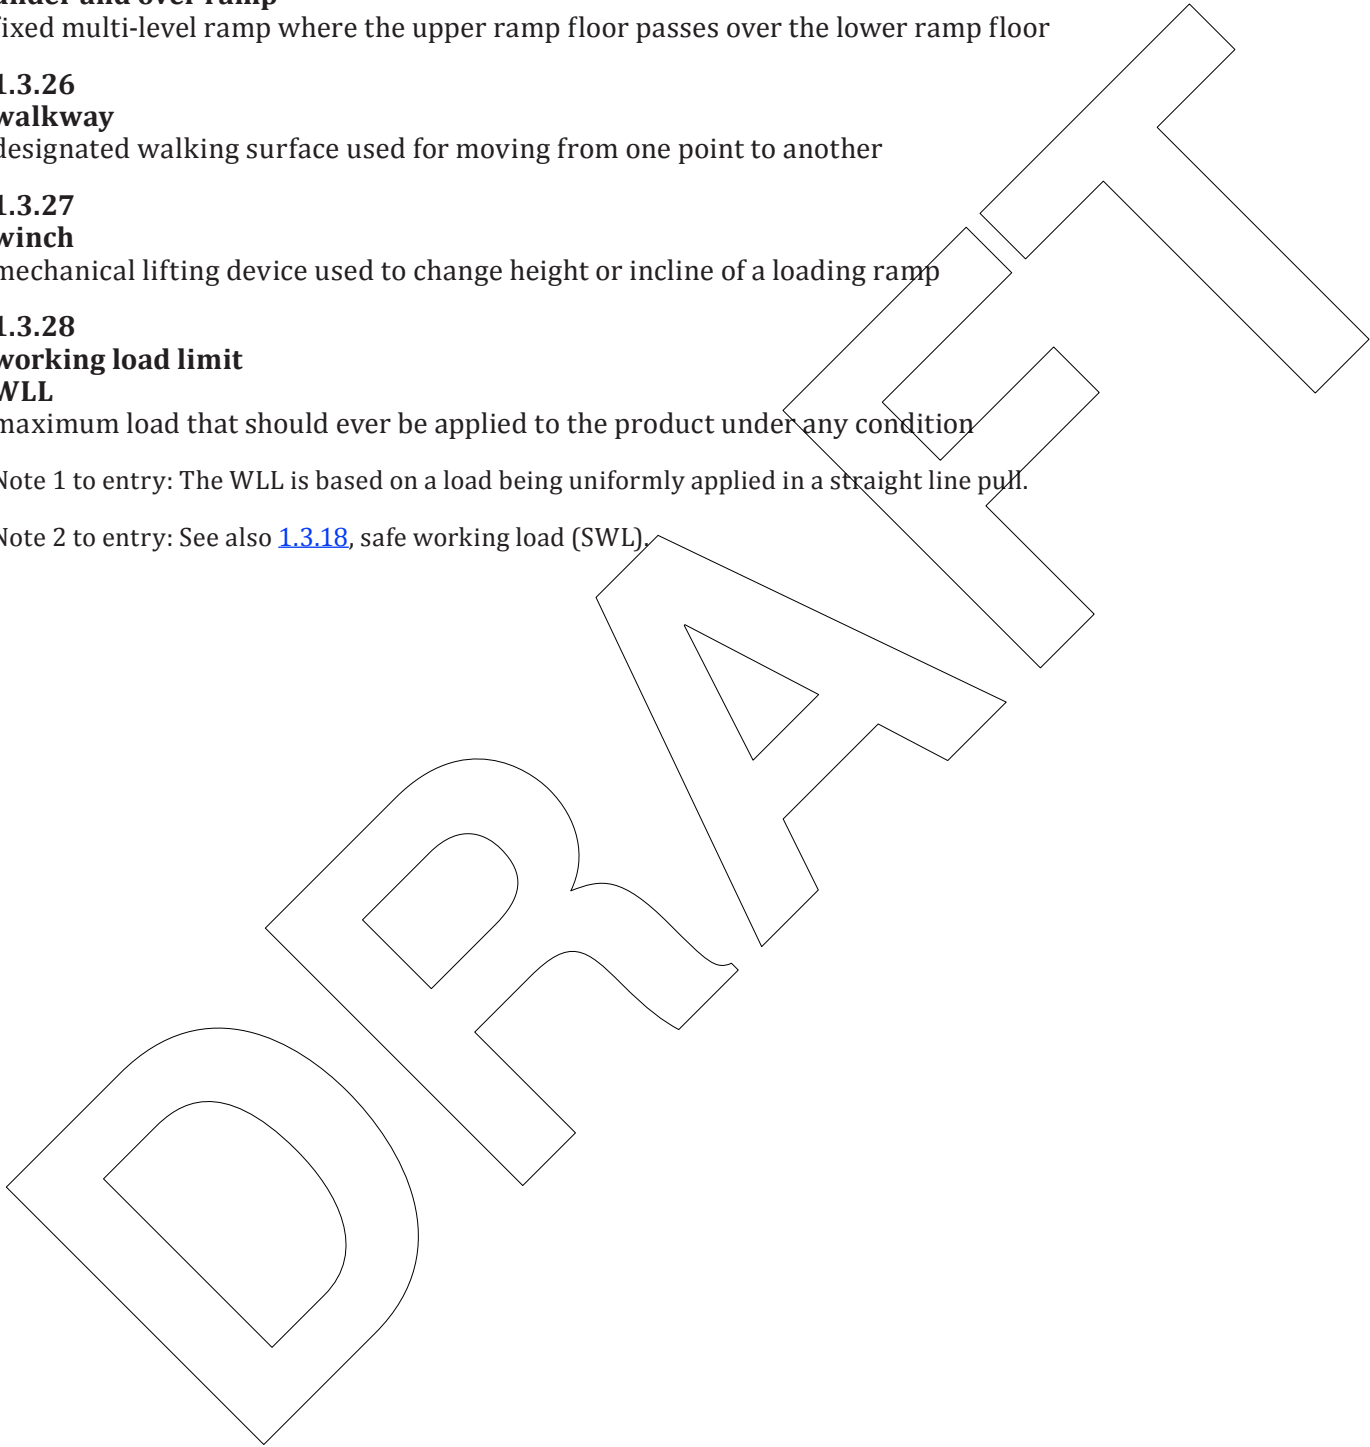 under and over ramp
fixed multi-level ramp where the upper ramp floor passes over the lower ramp floor
1.3.26
walkway
designated walking surface used for moving from one point to another
1.3.27
winch
mechanical lifting device used to change height or incline of a loading ramp
1.3.28
working load limit
WLL
maximum load that should ever be applied to the product under any condition
Note 1 to entry: The WLL is based on a load being uniformly applied in a straight line pull.
Note 2 to entry: See also 1.3.18, safe working load (SWL).
DRAFT